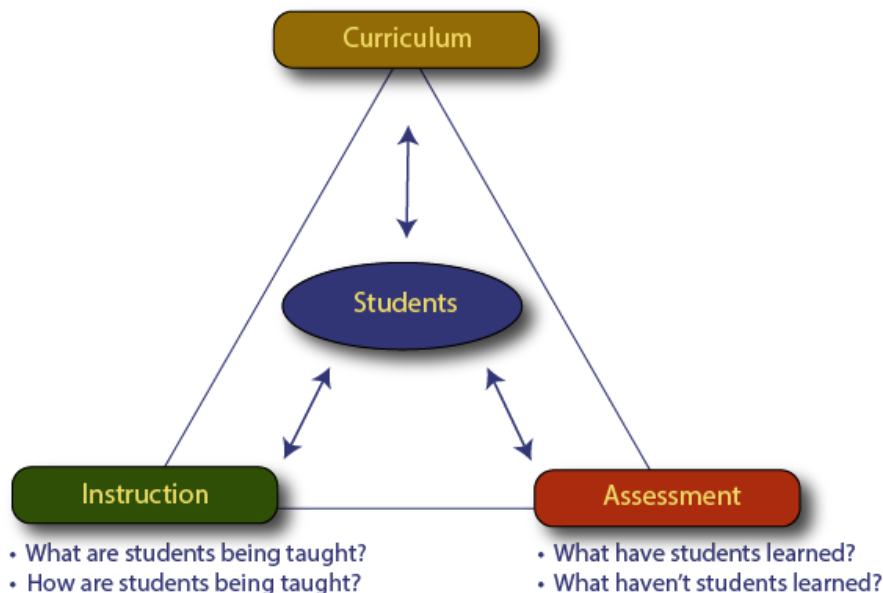 Curriculum
Students
Instruction
Assessment
• What are students being taught?
• How are students being taught?
• What have students learned?
• What haven't students learned?